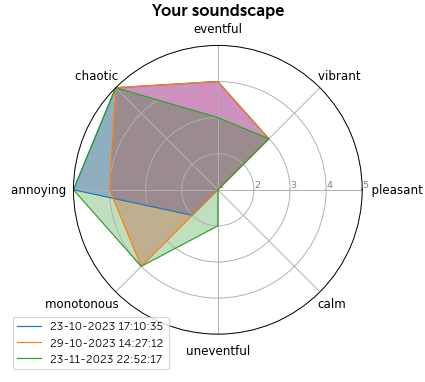 Your soundscape
eventful
chaotic
vibrant
annoying
1
2
3
4
5
pleasant
monotonous
calm
uneventful
23-10-2023 17:10:35
29-10-2023 14:27:12
23-11-2023 22:52:17